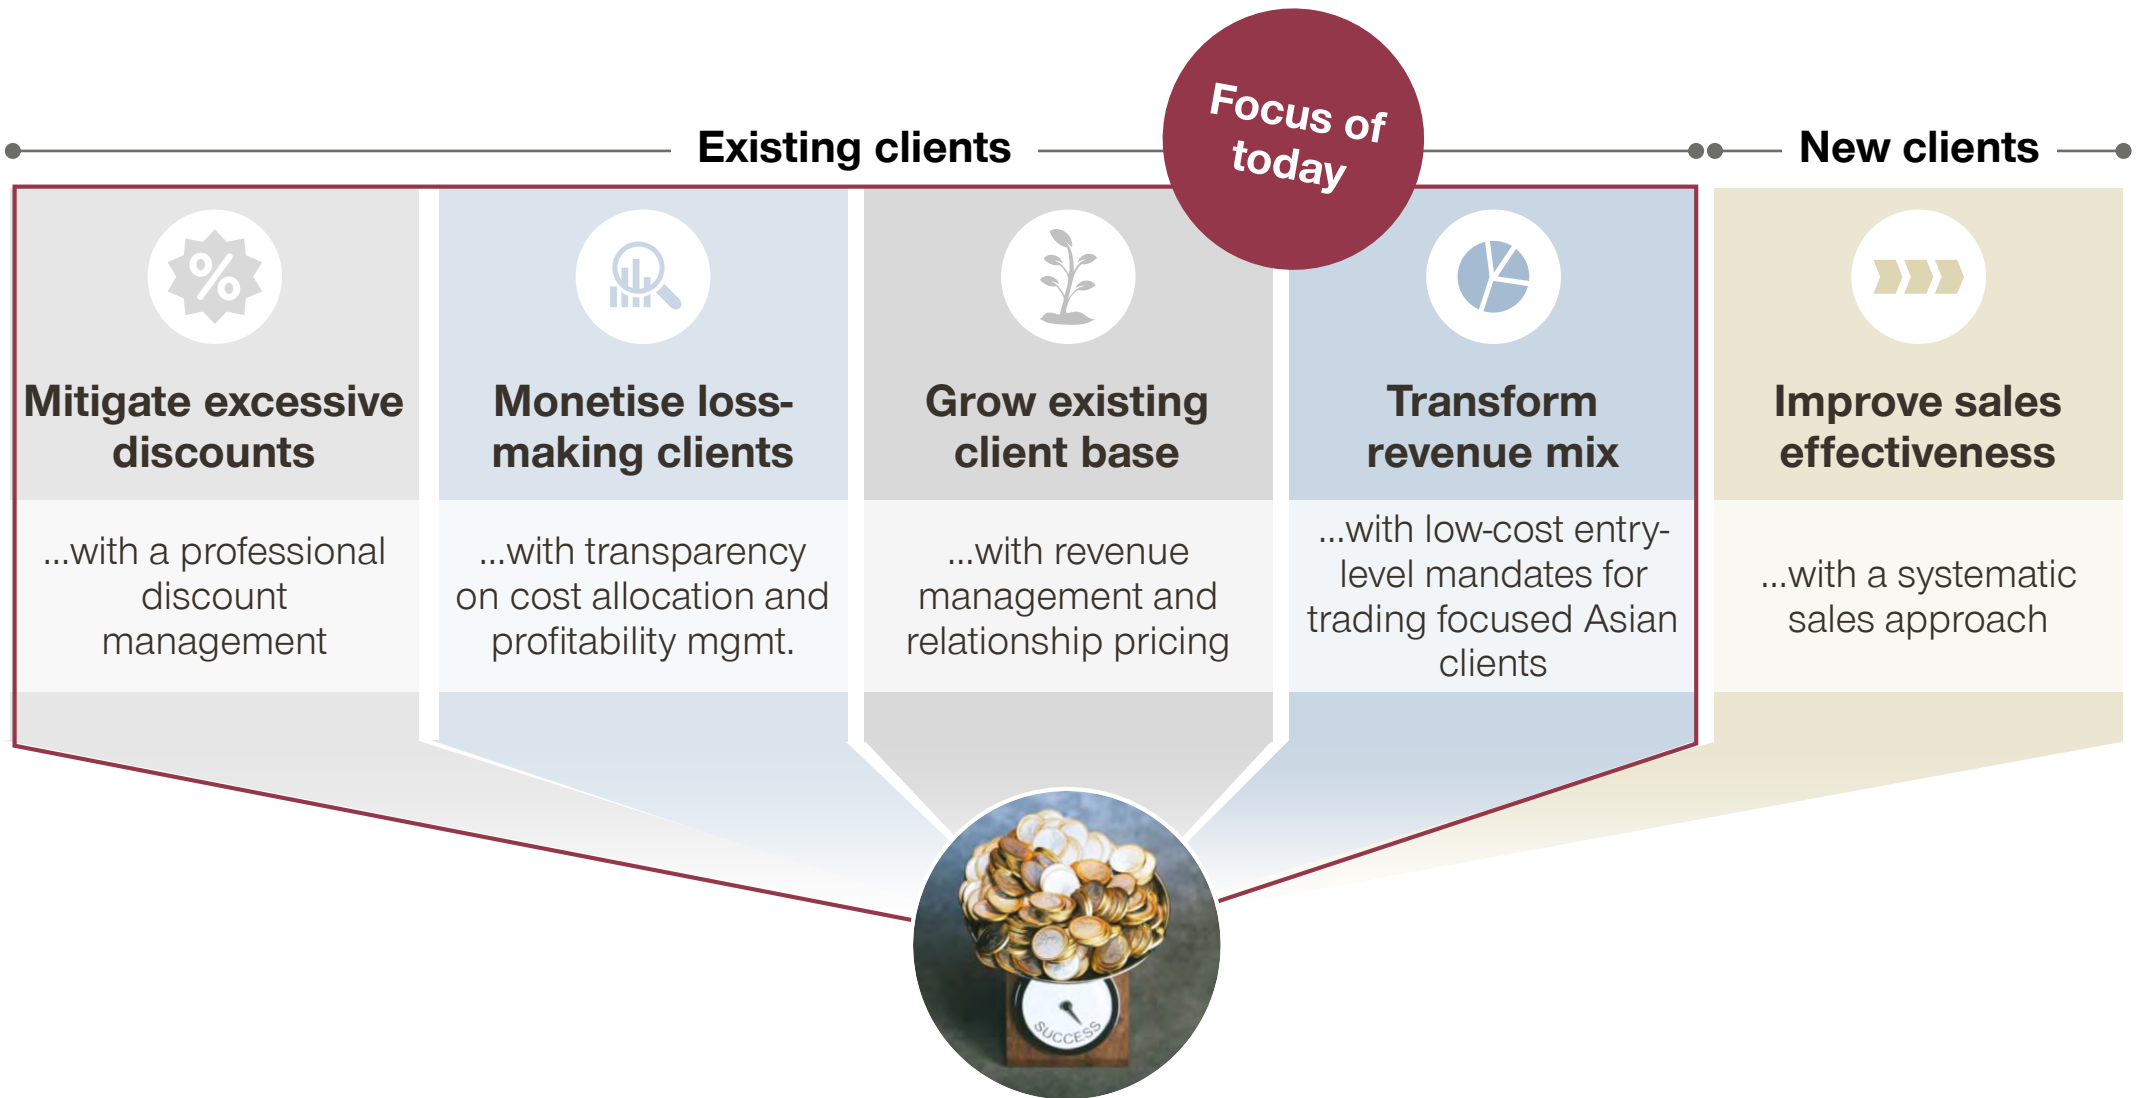 Focus of
today
Existing clients
New clients
%
Mitigate excessive
discounts
...with a professional
discount
management
Monetise loss-
making clients
...with transparency
on cost allocation and
profitability mgmt.
Grow existing
client base
...with revenue
management and
relationship pricing
Transform
revenue mix
...with low-cost entry-
level mandates for
trading focused Asian
clients
Improve sales
effectiveness
...with a systematic
sales approach
SUCCESS